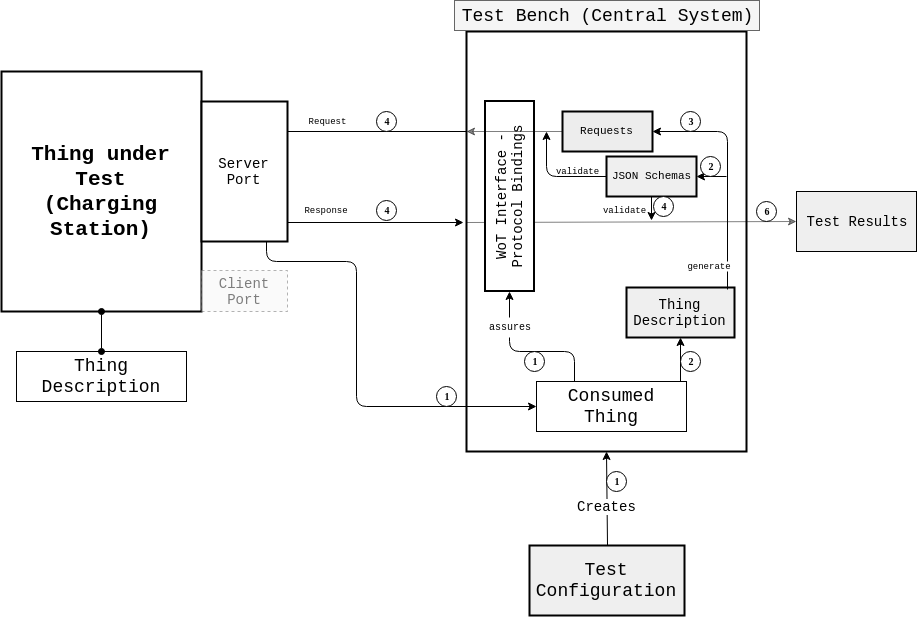 Test Bench (Central System)
Thing under
Test
(Charging
Station)
Server
Port
Client
Port
Thing
Description
Request
4
Response
4
1
WoT Interface -
Protocol Bindings
Requests
3
JSON Schemas
2
validate
validate
4
generate
6
Test Results
Thing
Description
assures
1
2
Consumed
Thing
1
Creates
Test
Configuration